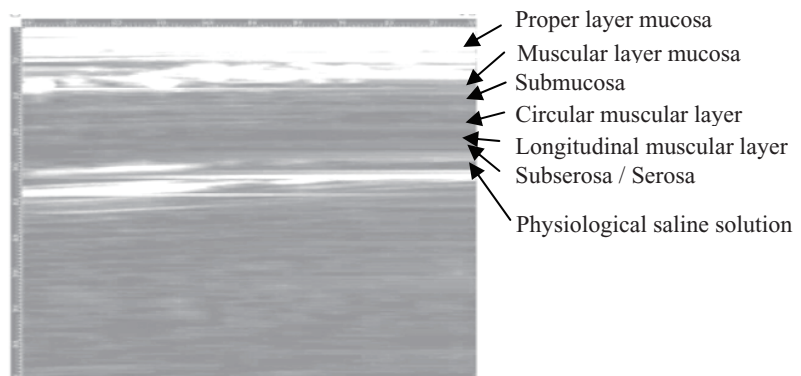 Proper layer mucosa
Muscular layer mucosa
Submucosa
Circular muscular layer
Longitudinal muscular layer
Subserosa / Serosa
Physiological saline solution